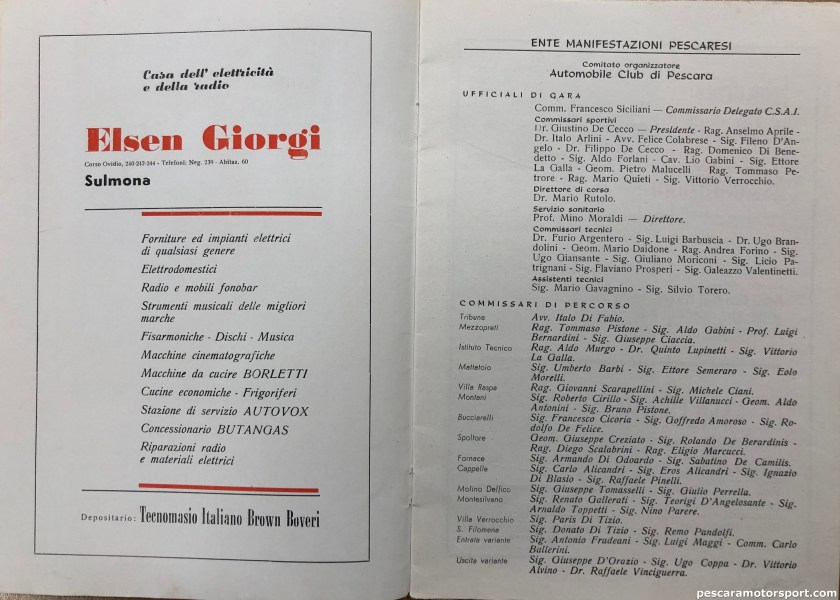 Casa dell' elettricità
e della radio
Elsen Giorgi
Corso Ovidio, 240-242-244 - Telefoni: Neg. 239 - Abitaz. 60
Sulmona
Forniture ed impianti elettrici
di qualsiasi genere
Elettrodomestici
Radio e mobili fonobar
Strumenti musicali delle migliori
marche
Fisarmoniche - Dischi - Musica
Macchine cinematografiche
Macchine da cucire BORLETTI
Cucine economiche - Frigoriferi
Stazione di servizio AUTOVOX
Concessionario BUTANGAS
Riparazioni radio
e materiali elettrici
Depositario: Tecnomasio Italiano Brown Boveri
ENTE MANIFESTAZIONI PESCARESI
Comitato organizzatore
Automobile Club di Pescara
UFFICIALI DI GARA
Comm. Francesco Siciliani — Commissario Delegato C.S.A.I.
Commissari sportivi
Dr. Giustino De Cecco — Presidente - Rag. Anselmo Aprile -
Dr. Italo Arlini - Avv. Felice Colabrese - Sig. Fileno D'An-
gelo - Dr. Filippo De Cecco - Rag. Domenico Di Bene-
detto - Sig. Aldo Forlani - Cav. Lio Gabini - Sig. Ettore
La Galla - Geom. Pietro Malucelli Rag. Tommaso Pe-
trore - Rag. Mario Quieti - Sig. Vittorio Verrocchio.
Direttore di corsa
Dr. Mario Rutolo.
Servizio sanitario
Prof. Mino Moraldi — Direttore.
Commissari tecnici
Dr. Furio Argentero - Sig. Luigi Barbuscia - Dr. Ugo Bran-
dolini - Geom. Mario Daidone - Rag. Andrea Forino - Sig.
Ugo Giansante - Sig. Giuliano Moriconi - Sig. Licio Pa-
trignani - Sig. Flaviano Prosperi - Sig. Galeazzo Valentinetti.
Assistenti tecnici
Sig. Mario Gavagnino - Sig. Silvio Torero.
COMMISSARI DI PERCORSO
Tribune Avv. Italo Di Fabio.
Mezzoprati Rag. Tommaso Pistone - Sig. Aldo Gabini - Prof. Luigi
Bernardini - Sig. Giuseppe Ciaccia.
Istituto Tecnico Rag. Aldo Murgo - Dr. Quinto Lupinetti - Sig. Vittorio
La Galla.
Mattatoio Sig. Umberto Barbi - Sig. Ettore Semeraro - Sig. Eolo
Morelli.
Villa Raspa Rag. Giovanni Scarapellini - Sig. Michele Ciani.
Montani Sig. Roberto Cirillo - Sig. Achille Villanucci - Geom. Aldo
Antonini - Sig. Bruno Pistone.
Bucciarelli Sig. Francesco Cicoria - Sig. Goffredo Amoroso - Sig. Ro-
dolfo De Felice.
Spoltore Geom. Giuseppe Creziato - Sig. Rolando De Berardinis -
Rag. Diego Scalabrini - Rag. Eligio Marcucci.
Fornace Sig. Armando Di Odoardo - Sig. Sabatino De Camilis.
Cappelle Sig. Carlo Alicandri - Sig. Eros Alicandri - Sig. Ignazio
Di Blasio - Sig. Raffaele Pinelli.
Molino Delfico Sig. Giuseppe Tomasselli - Sig. Giulio Perrella.
Montesilvano Sig. Renato Gallerati - Sig. Teorigi D'Angelosante - Sig.
Arnaldo Toppetti - Sig. Nino Parere.
Villa Verrocchio Sig. Paris Di Tizio.
S. Filomena Sig. Donato Di Tizio - Sig. Remo Pandolfi.
Entrata variante Sig. Antonio Fradeani - Sig. Luigi Maggi - Comm. Carlo
Ballerini.
Uscita variante Sig. Giuseppe D'Orazio - Sig. Ugo Coppa - Dr. Vittorio
Alvino - Dr. Raffaele Vinciguerra.
pescaramotorsport.com